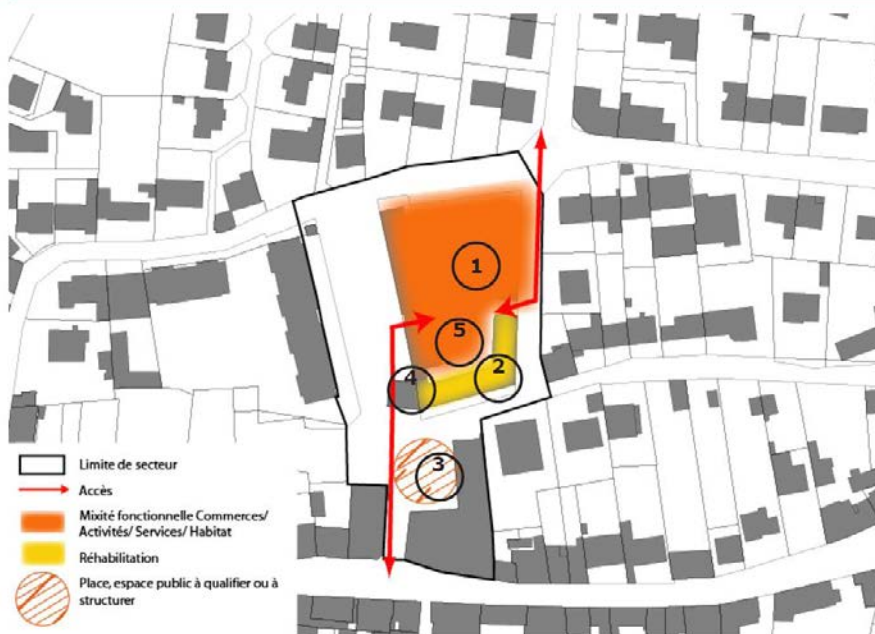 1
5
2
4
3
Limite de secteur
Accès
Mixité fonctionnelle Commerces/
Activités/ Services/ Habitat
Réhabilitation
Place, espace public à qualifier ou à
structurer